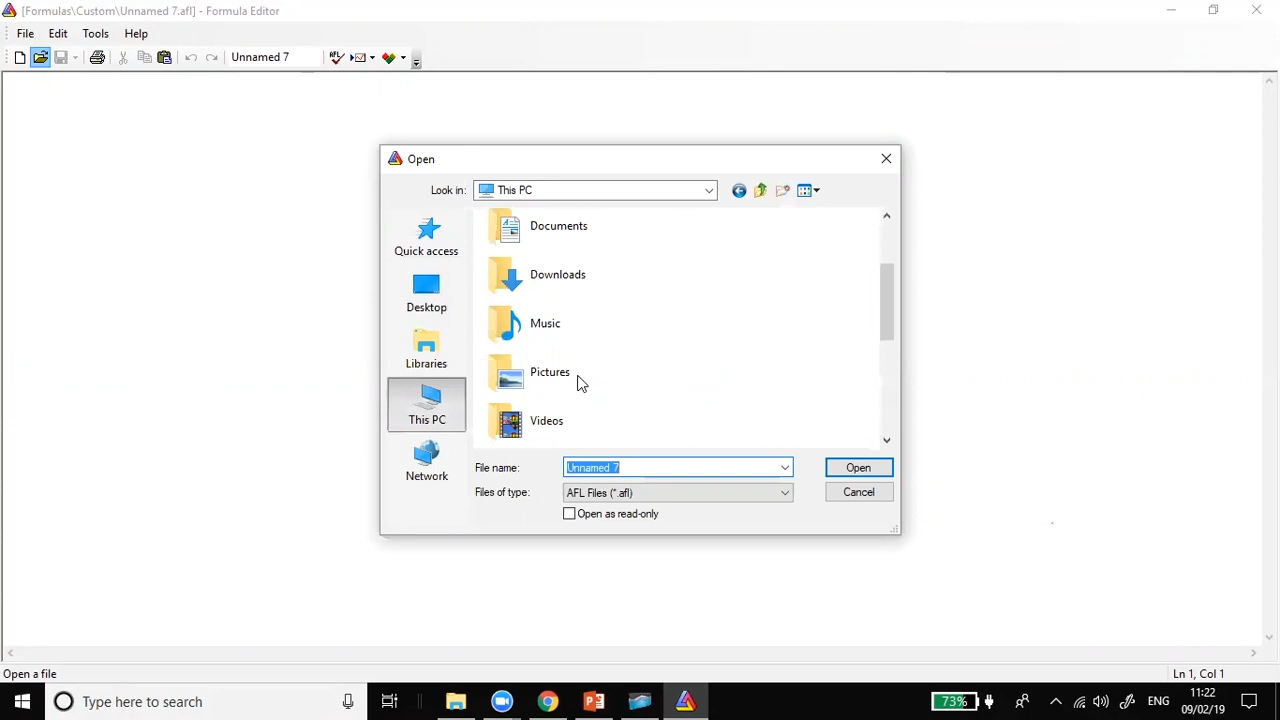 [Formulas\Custom\Unnamed 7.afl] - Formula Editor
File Edit Tools Help
Unnamed 7
Open
Look in: This PC
Quick access
Desktop
Libraries
This PC
Network
Documents
Downloads
Music
Pictures
Videos
File name: Unnamed 7 Open
Files of type: AFL Files (*.afl) Cancel
Open as read-only
Open a file Ln 1, Col 1
Type here to search 73% ENG 11:22
09/02/19